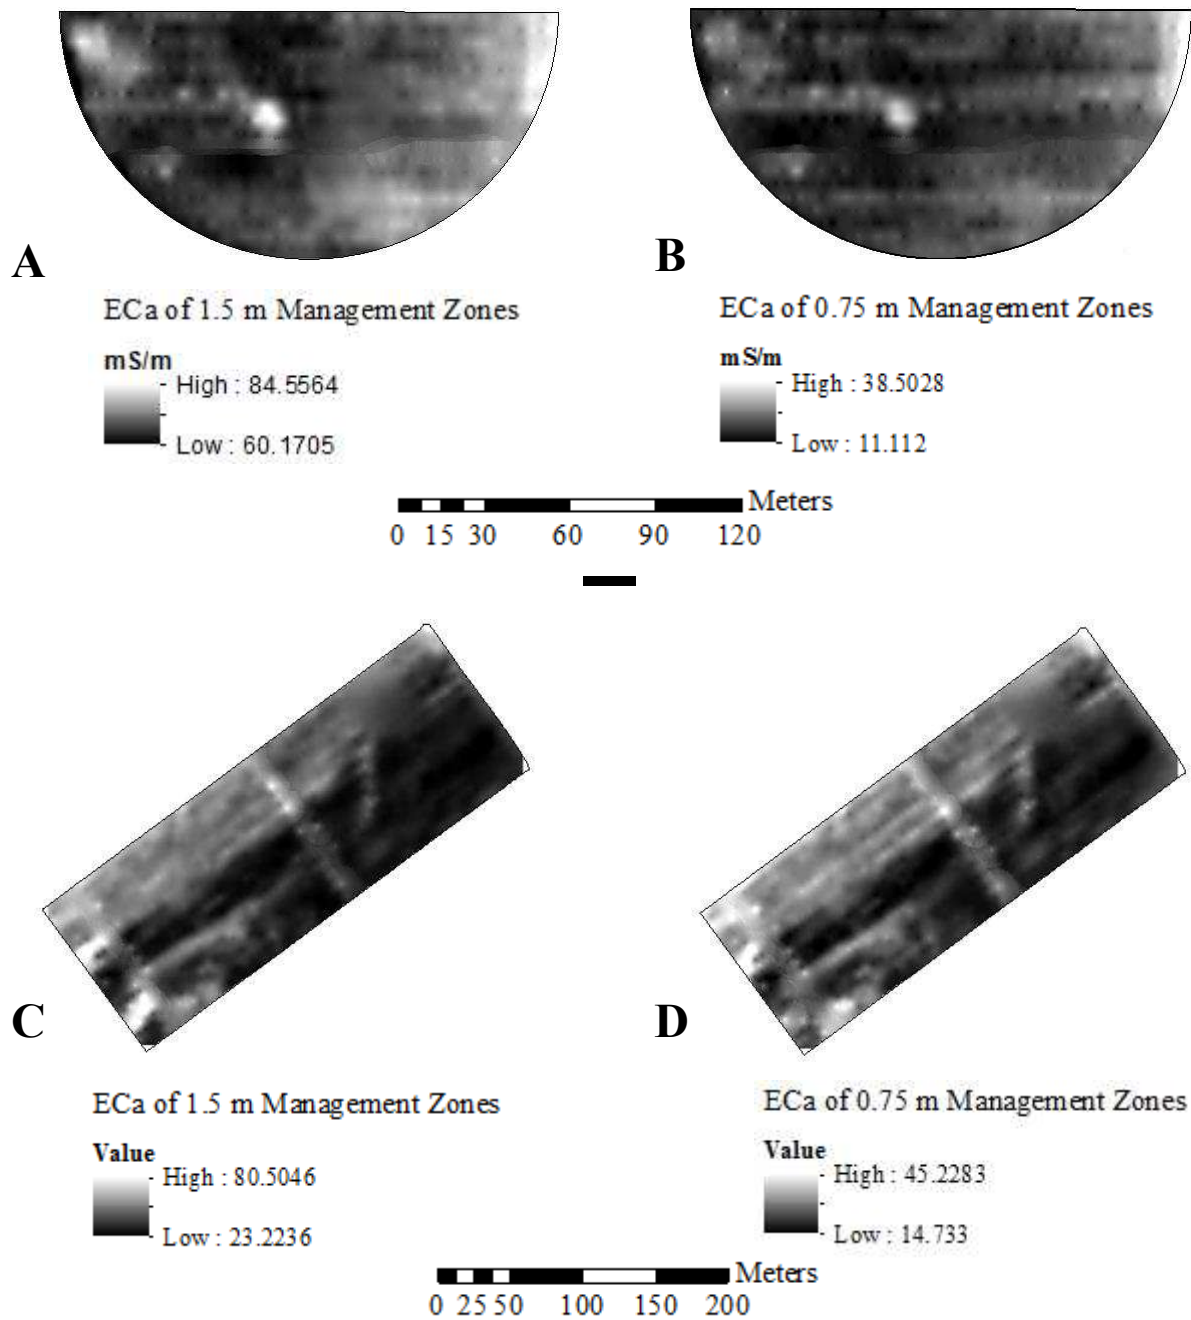 A
B
ECa of 1.5 m Management Zones
mS/m
High : 84.5564
Low : 60.1705
ECa of 0.75 m Management Zones
mS/m
High : 38.5028
Low : 11.112
Meters
0 15 30 60 90 120
C
D
ECa of 1.5 m Management Zones
Value
High : 80.5046
Low : 23.2236
ECa of 0.75 m Management Zones
Value
High : 45.2283
Low : 14.733
Meters
0 25 50 100 150 200